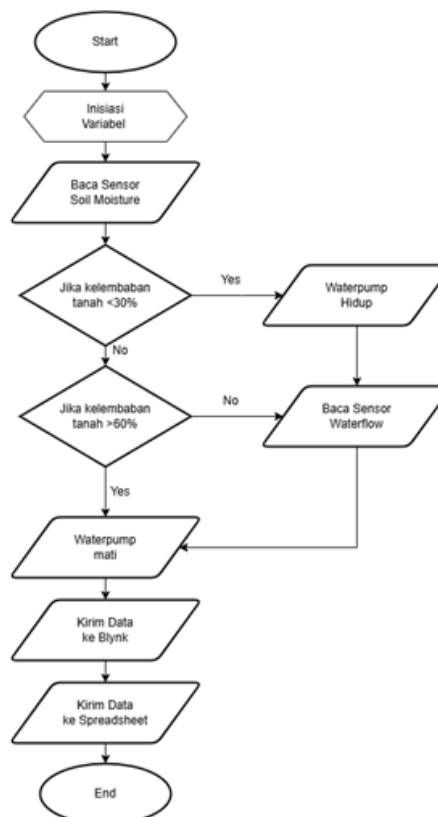 Start
Inisiasi
Variabel
Baca Sensor
Soil Moisture
Jika kelembaban
tanah <30%
Yes
Waterpump
Hidup
No
Jika kelembaban
tanah >60%
No
Baca Sensor
Waterflow
Yes
Waterpump
mati
Kirim Data
ke Blynk
Kirim Data
ke Spreadsheet
End